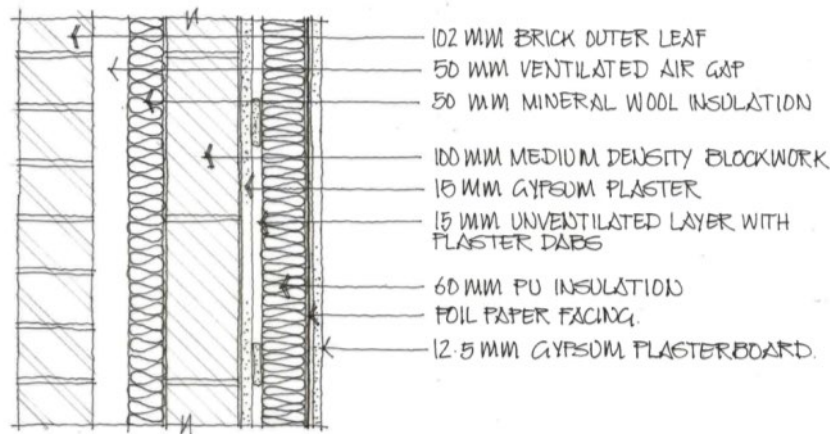 102 MM BRICK OUTER LEAF
50 MM VENTILATED AIR GAP
50 MM MINERAL WOOL INSULATION
100 MM MEDIUM DENSITY BLOCKWORK
15 MM GYPSUM PLASTER
15 MM UNVENTILATED LAYER WITH
PLASTER DABS
60 MM PU INSULATION
FOIL PAPER FACING.
12.5 MM GYPSUM PLASTERBOARD.